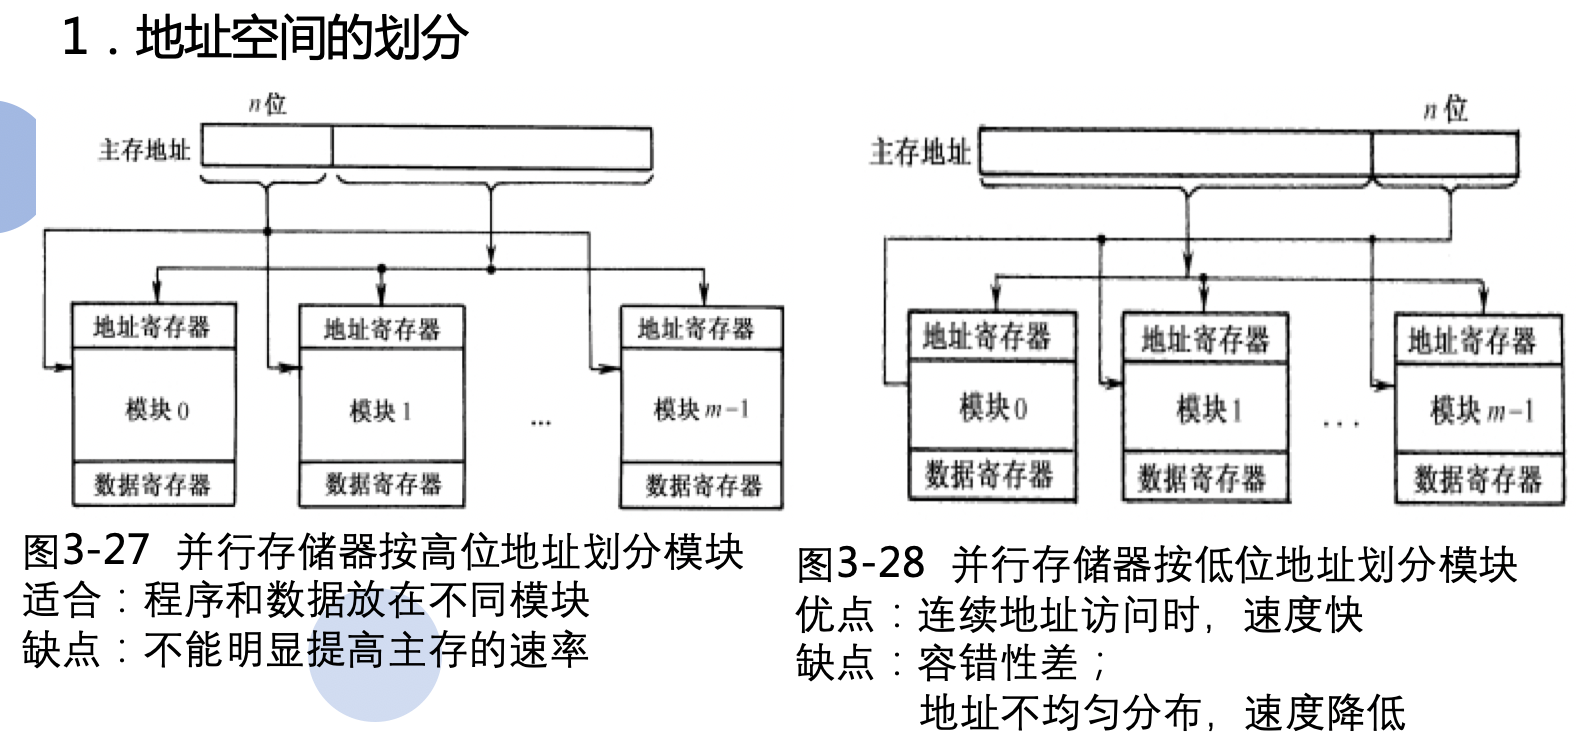 1．地址空间的划分
n位
主存地址
地址寄存器
模块0
数据寄存器
地址寄存器
模块1
数据寄存器
...
地址寄存器
模块m-1
数据寄存器
图3-27 并行存储器按高位地址划分模块
适合：程序和数据放在不同模块
缺点：不能明显提高主存的速率
n位
主存地址
地址寄存器
模块0
数据寄存器
地址寄存器
模块1
数据寄存器
...
地址寄存器
模块m-1
数据寄存器
图3-28 并行存储器按低位地址划分模块
优点：连续地址访问时，速度快
缺点：容错性差；
地址不均匀分布，速度降低